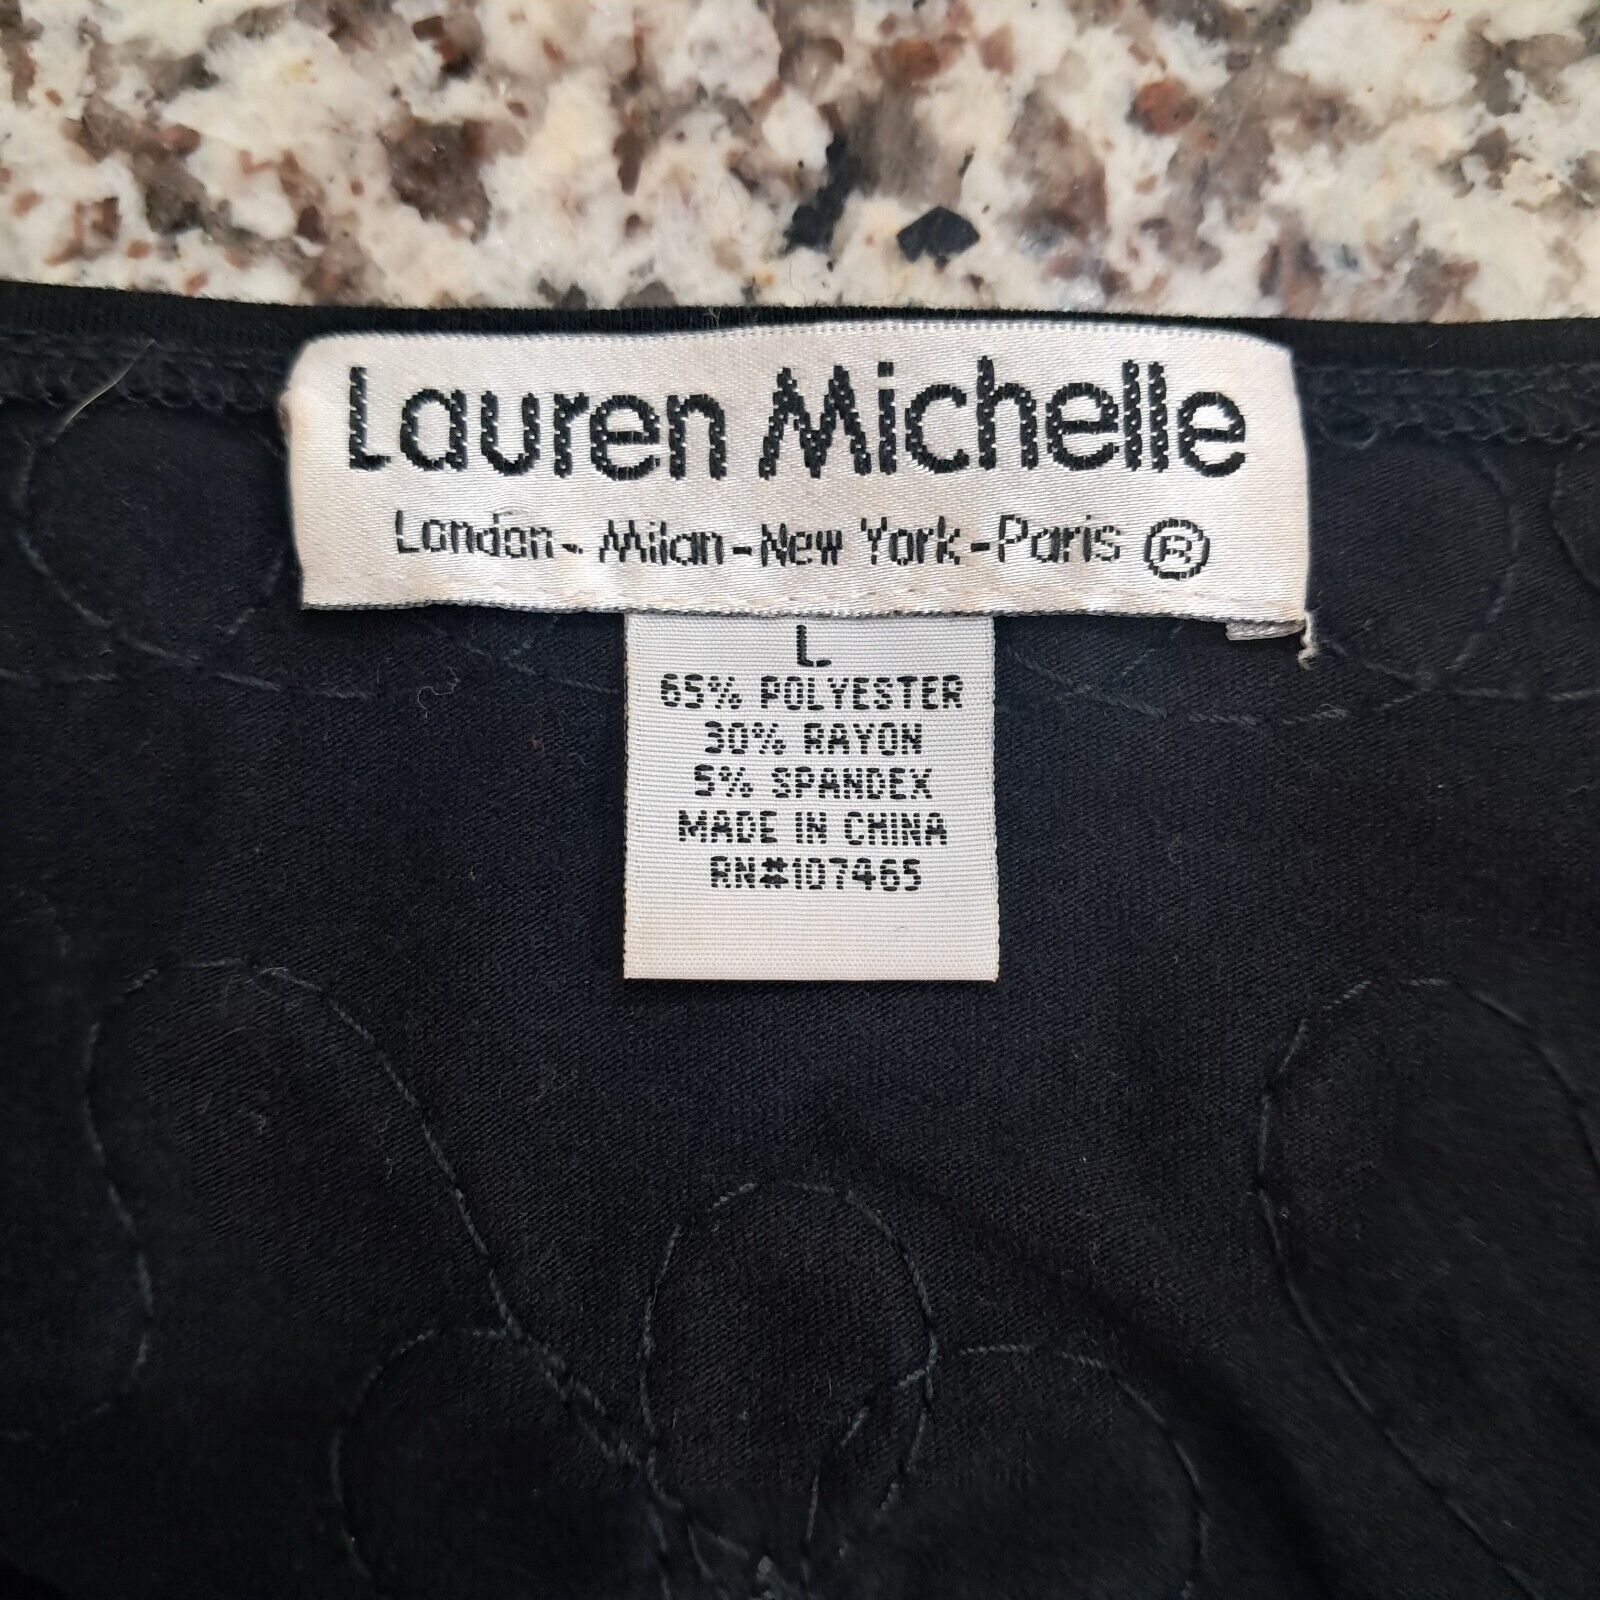 Lauren Michelle
London - Milan - New York - Paris ®
L
65% POLYESTER
30% RAYON
5% SPANDEX
MADE IN CHINA
RN#107465